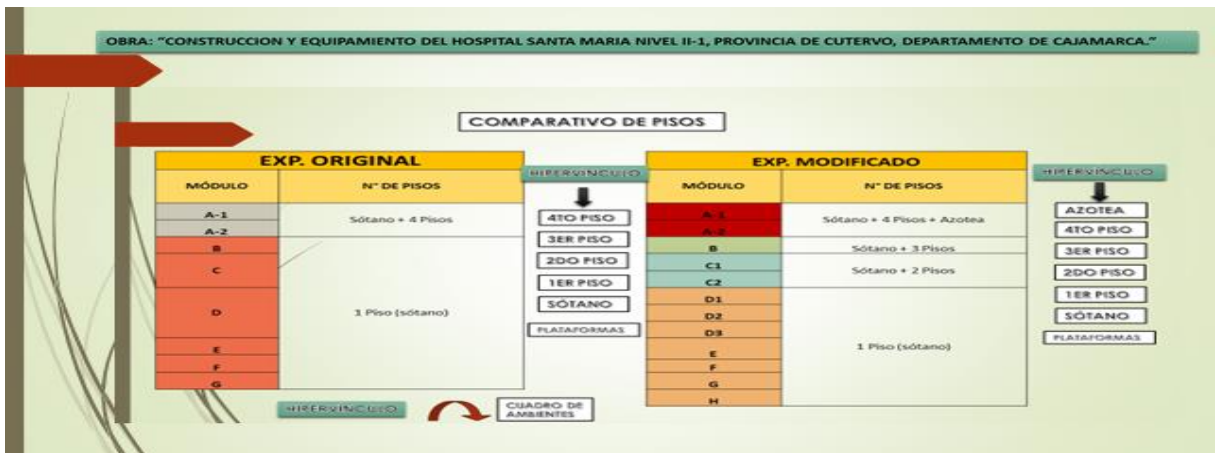 OBRA: "CONSTRUCCION Y EQUIPAMIENTO DEL HOSPITAL SANTA MARIA NIVEL II-1, PROVINCIA DE CUTERVO, DEPARTAMENTO DE CAJAMARCA."
COMPARATIVO DE PISOS
EXP. ORIGINAL
MÓDULO N° DE PISOS
A-1 Sótano + 4 Pisos
A-2
B 1 Piso (sótano)
C
D
E
F
G
HIPERVINCULO
4TO PISO
3ER PISO
2DO PISO
1ER PISO
SÓTANO
PLATAFORMAS
EXP. MODIFICADO
MÓDULO N° DE PISOS
A-1 Sótano + 4 Pisos + Azotea
A-2
B Sótano + 3 Pisos
C1 Sótano + 2 Pisos
C2
D1 1 Piso (sótano)
D2
D3
E
F
G
H
HIPERVINCULO
AZOTEA
4TO PISO
3ER PISO
2DO PISO
1ER PISO
SÓTANO
PLATAFORMAS
HIPERVINCULO
CUADRO DE
AMBIENTES